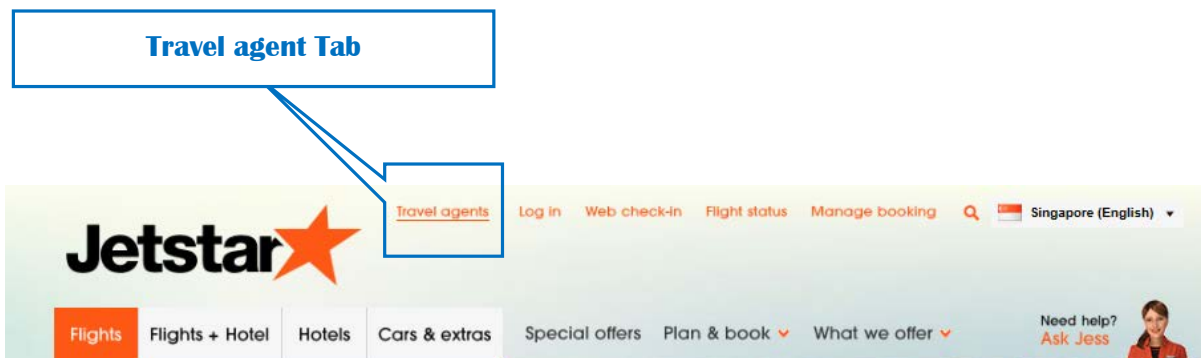 Travel agent Tab
Travel agents Log in Web check-in Flight status Manage booking Singapore (English)
Jetstar
Flights Flights + Hotel Hotels Cars & extras Special offers Plan & book What we offer
Need help?
Ask Jess